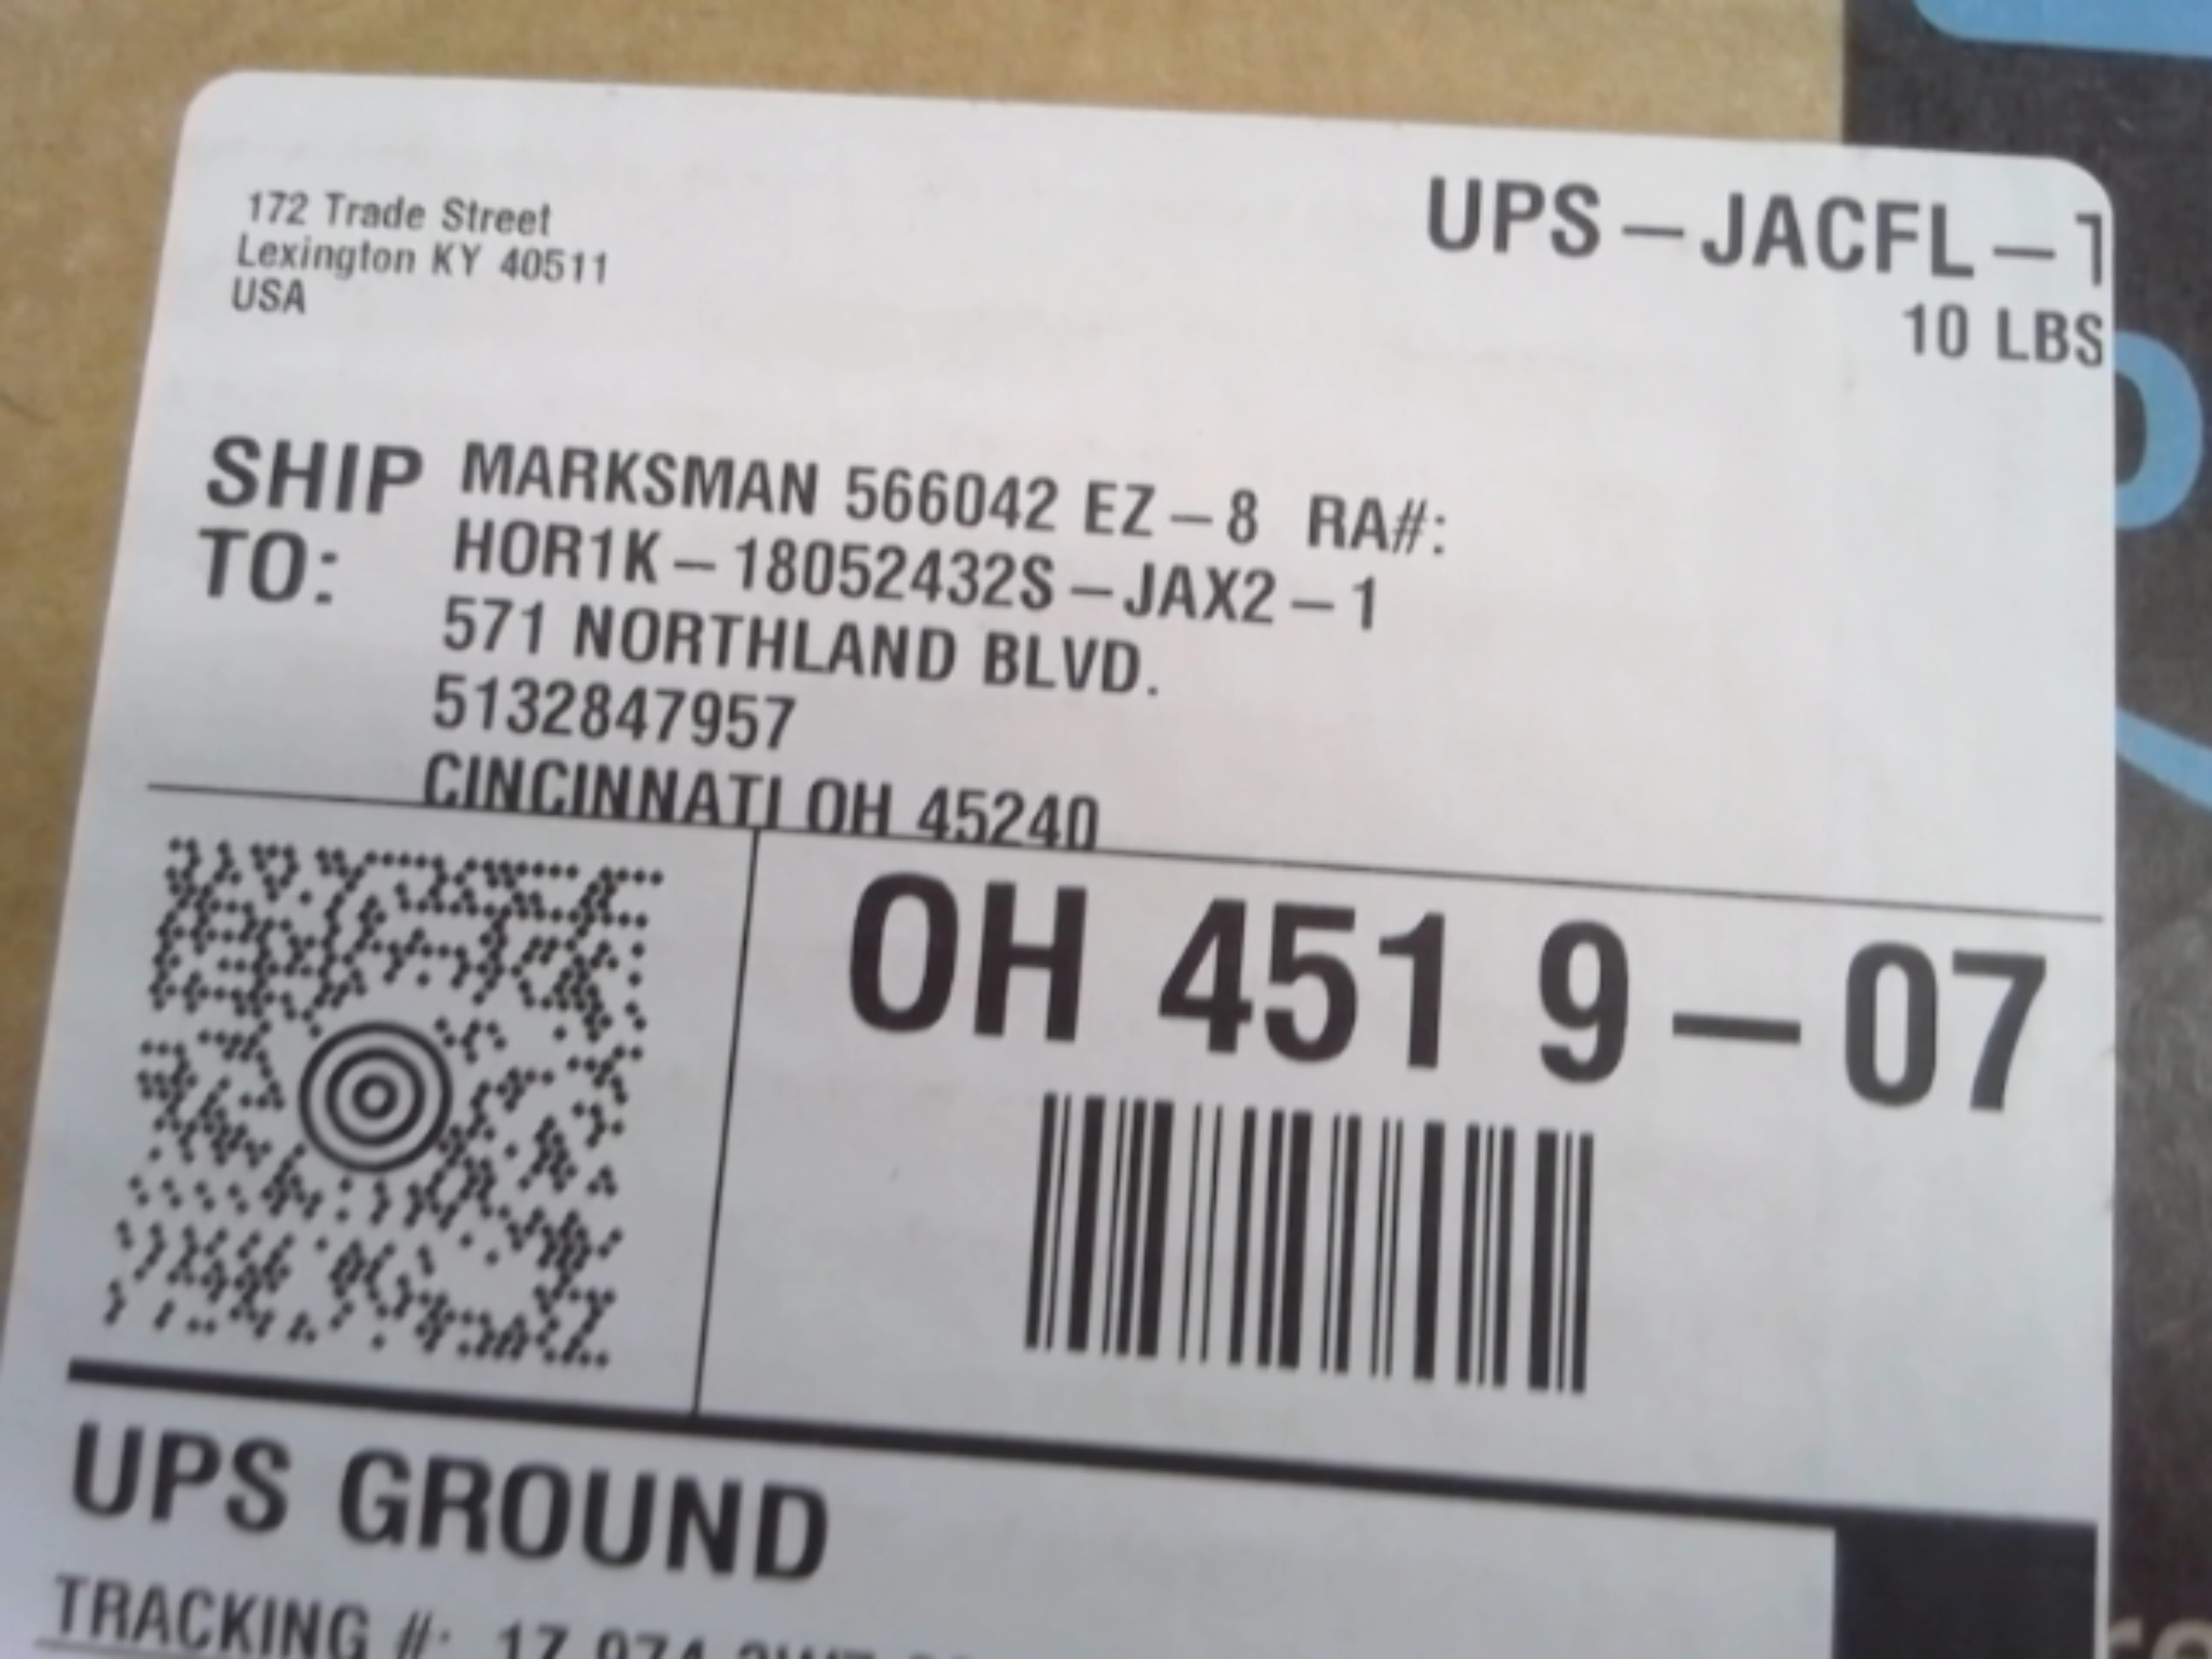 172 Trade Street
Lexington KY 40511
USA
UPS-JACFL-1
10 LBS
SHIP TO:
MARKSMAN 566042 EZ-8 RA#:
HOR1K-18052432S-JAX2-1
571 NORTHLAND BLVD.
5132847957
CINCINNATI OH 45240
OH 451 9-07
UPS GROUND
TRACKING #: 1Z